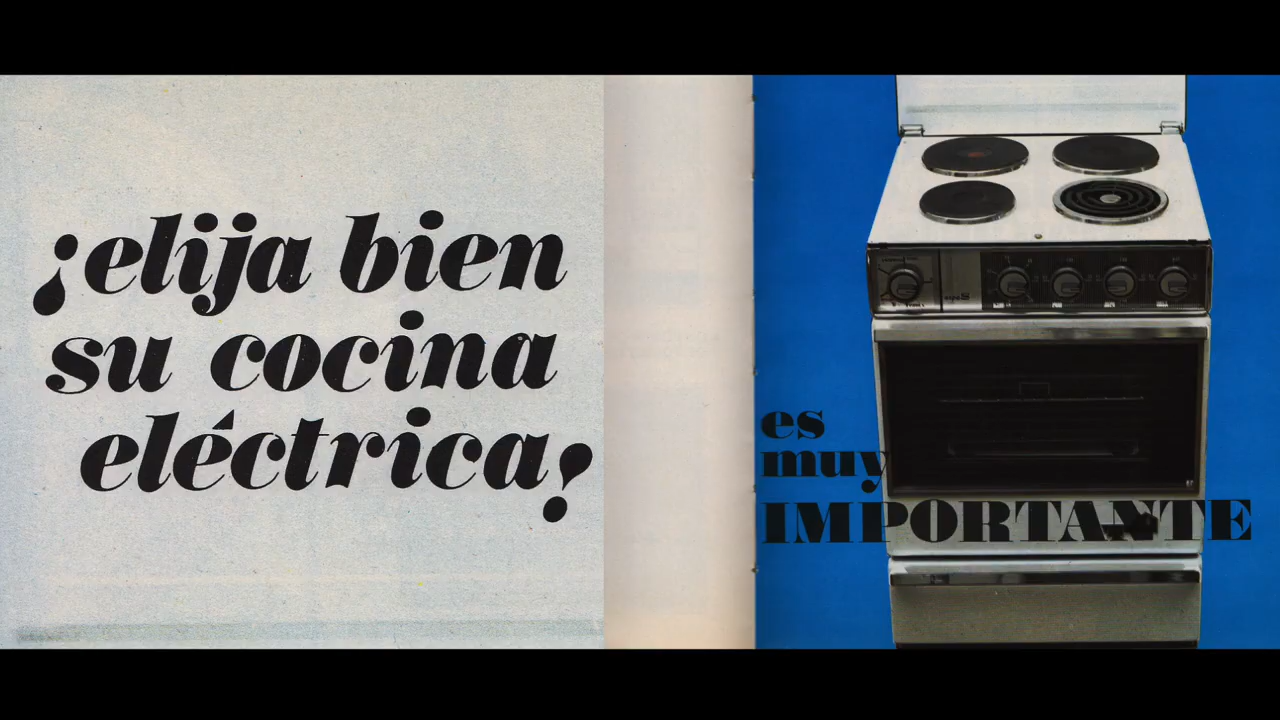 ¡elija bien
su cocina
eléctrica!
es
muy
IMPORTANTE